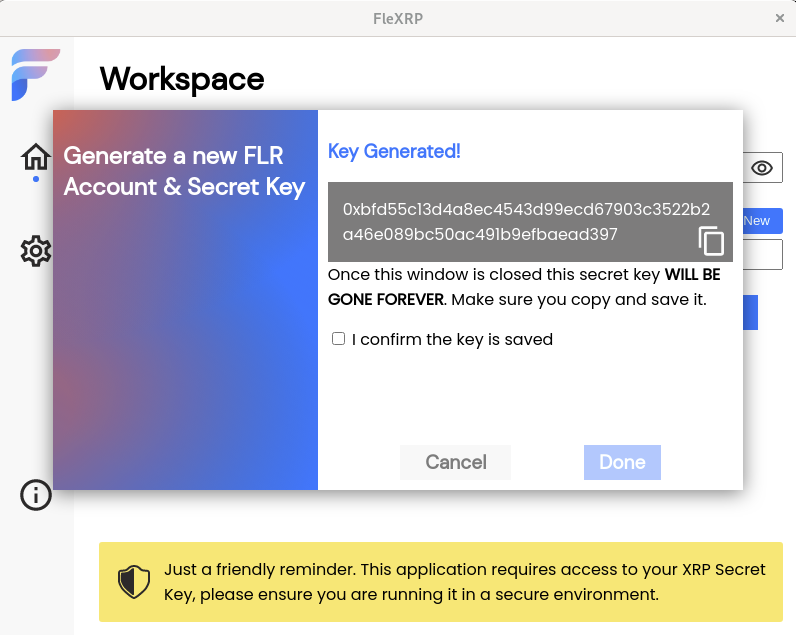 FleXRP
Workspace
Generate a new FLR
Account & Secret Key
Key Generated!
0xbfd55c13d4a8ec4543d99ecd67903c3522b2
a46e089bc50ac491b9efbaead397
Once this window is closed this secret key WILL BE
GONE FOREVER. Make sure you copy and save it.
I confirm the key is saved
Cancel
Done
New
Just a friendly reminder. This application requires access to your XRP Secret
Key, please ensure you are running it in a secure environment.